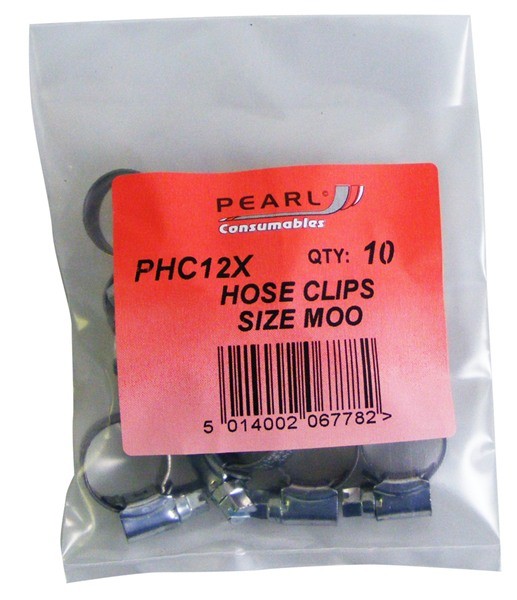 PEARL©
Consumables
PHC12X QTY: 10
HOSE CLIPS
SIZE MOO
5 014002 067782 >